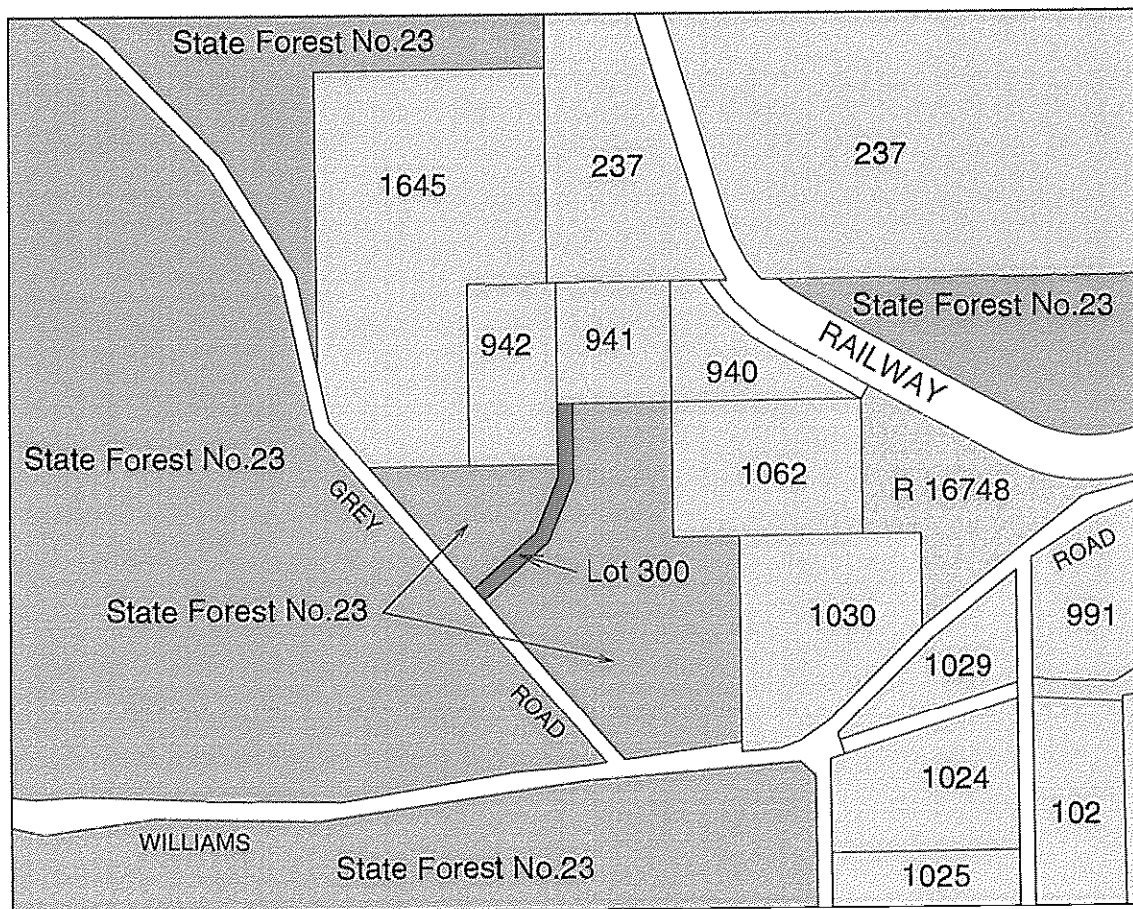 State Forest No.23
237
237
1645
State Forest No.23
942
941
940
RAILWAY
State Forest No.23
1062
R 16748
GREY
ROAD
Lot 300
State Forest No.23
1030
991
1029
ROAD
1024
102
WILLIAMS
State Forest No.23
1025